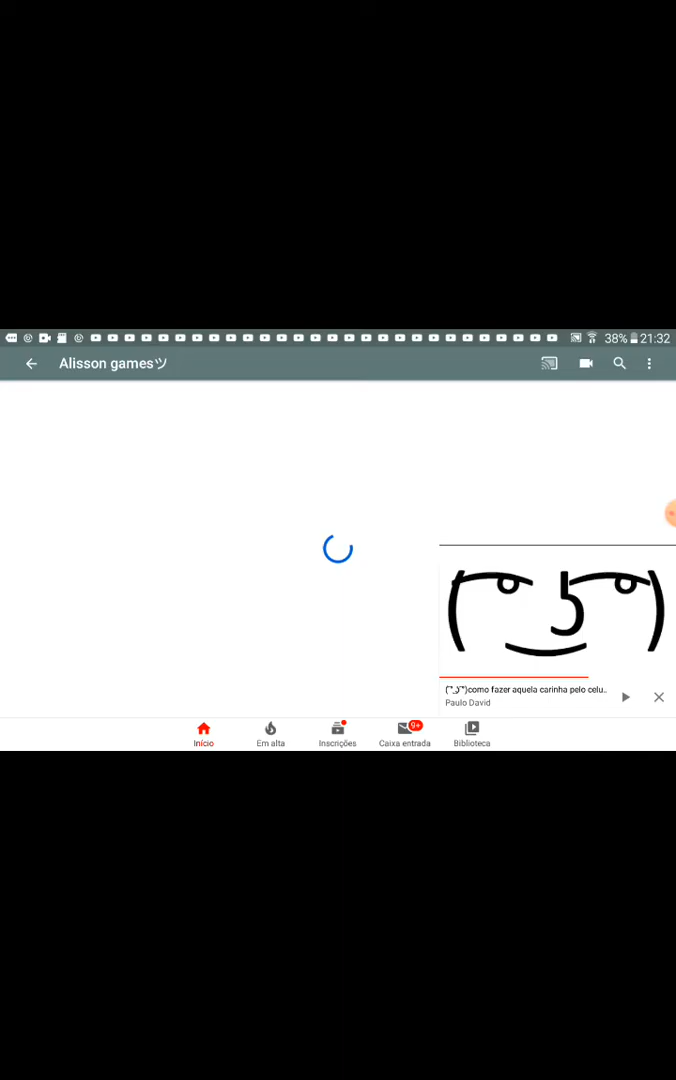 38% 21:32
Alisson gamesツ
( ͡° ͜ʖ ͡°)como fazer aquela carinha pelo celu..
Paulo David
9+
Início
Em alta
Inscrições
Caixa entrada
Biblioteca